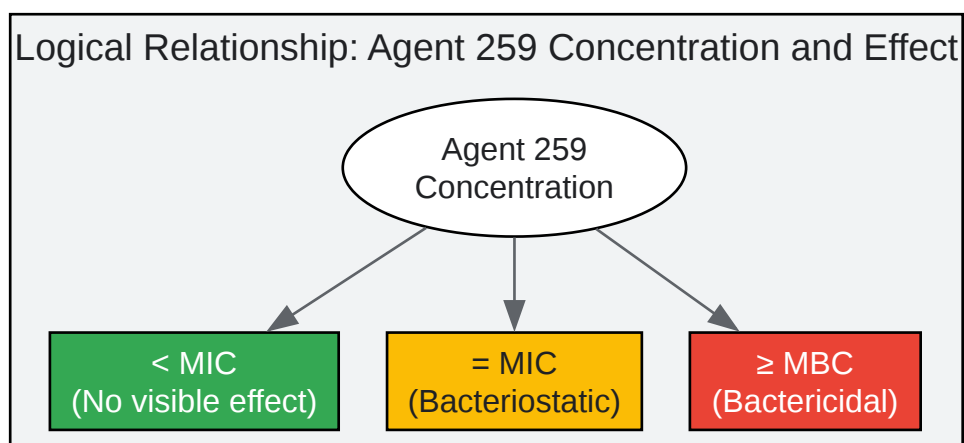 Logical Relationship: Agent 259 Concentration and Effect
Agent 259
Concentration
< MIC
(No visible effect)
= MIC
(Bacteriostatic)
≥ MBC
(Bactericidal)